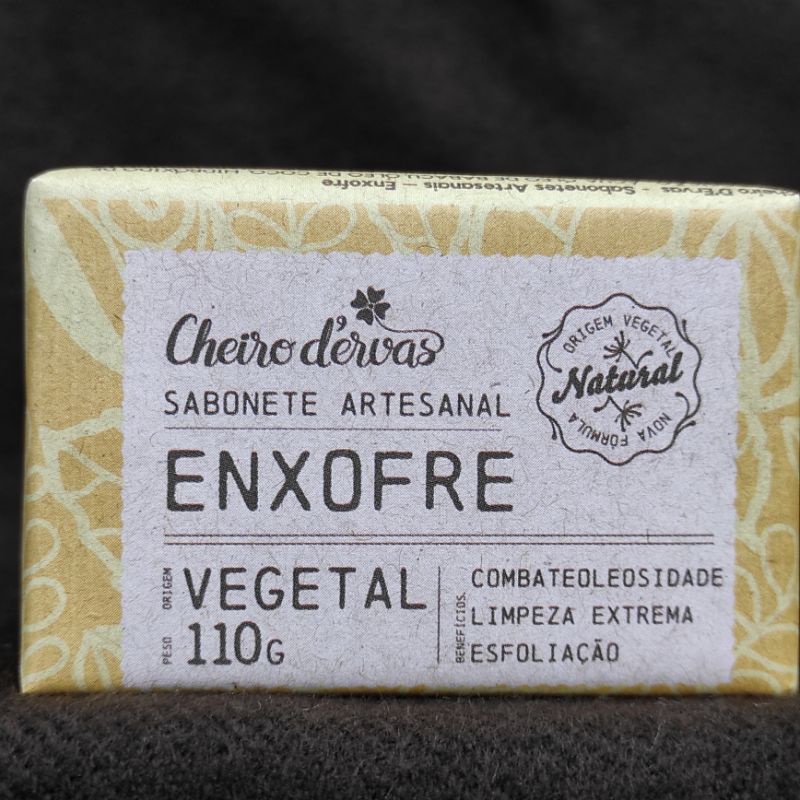 Sabonetes Artesanais – Enxofre
Cheiro d'ervas
SABONETE ARTESANAL
ENXOFRE
ORIGEM VEGETAL
Natural
NOVA FÓRMULA
ORIGEM VEGETAL
PESO 110G
BENEFÍCIOS
COMBATEOLEOSIDADE
LIMPEZA EXTREMA
ESFOLIAÇÃO